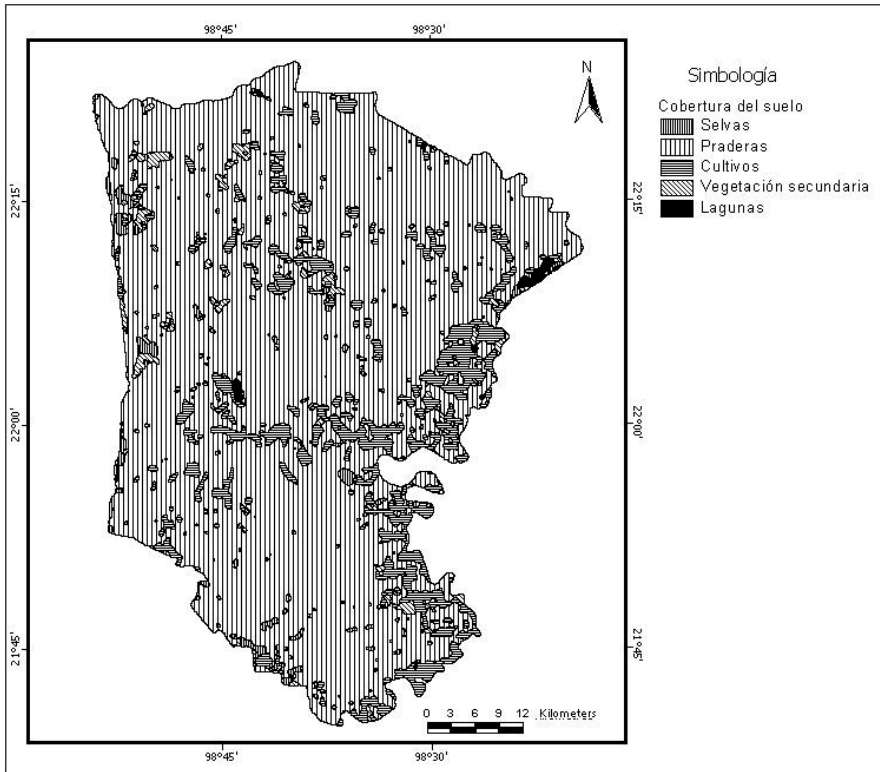 98°45' 98°30'
N
Simbología
Cobertura del suelo
Selvas
Praderas
Cultivos
Vegetación secundaria
Lagunas
22°15' 22°15'
22°00' 22°00'
21°45' 21°45'
0 3 6 9 12 Kilometers
98°45' 98°30'